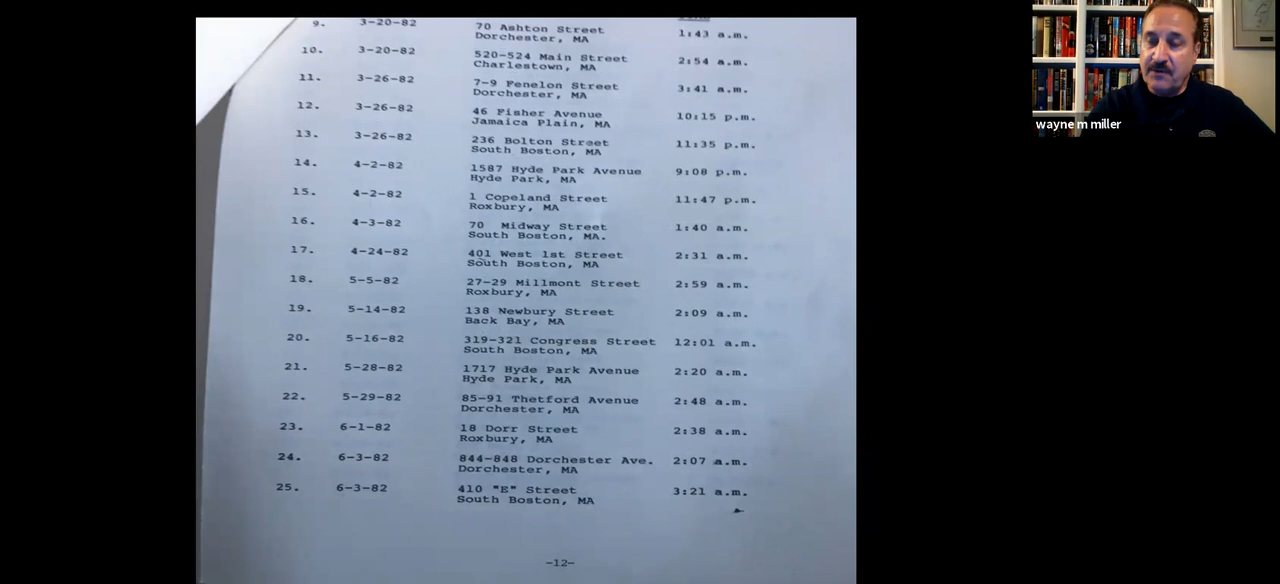 9. 3-20-82 70 Ashton Street 1:43 a.m.
Dorchester, MA
10. 3-20-82 520-524 Main Street 2:54 a.m.
Charlestown, MA
11. 3-26-82 7-9 Fenelon Street 3:41 a.m.
Dorchester, MA
12. 3-26-82 46 Fisher Avenue 10:15 p.m.
Jamaica Plain, MA
13. 3-26-82 236 Bolton Street 11:35 p.m.
South Boston, MA
14. 4-2-82 1587 Hyde Park Avenue 9:08 p.m.
Hyde Park, MA
15. 4-2-82 1 Copeland Street 11:47 p.m.
Roxbury, MA
16. 4-3-82 70 Midway Street 1:40 a.m.
South Boston, MA.
17. 4-24-82 401 West 1st Street 2:31 a.m.
South Boston, MA
18. 5-5-82 27-29 Millmont Street 2:59 a.m.
Roxbury, MA
19. 5-14-82 138 Newbury Street 2:09 a.m.
Back Bay, MA
20. 5-16-82 319-321 Congress Street 12:01 a.m.
South Boston, MA
21. 5-28-82 1717 Hyde Park Avenue 2:20 a.m.
Hyde Park, MA
22. 5-29-82 85-91 Thetford Avenue 2:48 a.m.
Dorchester, MA
23. 6-1-82 18 Dorr Street 2:38 a.m.
Roxbury, MA
24. 6-3-82 844-848 Dorchester Ave. 2:07 a.m.
Dorchester, MA
25. 6-3-82 410 "E" Street 3:21 a.m.
South Boston, MA
-12-
wayne m miller